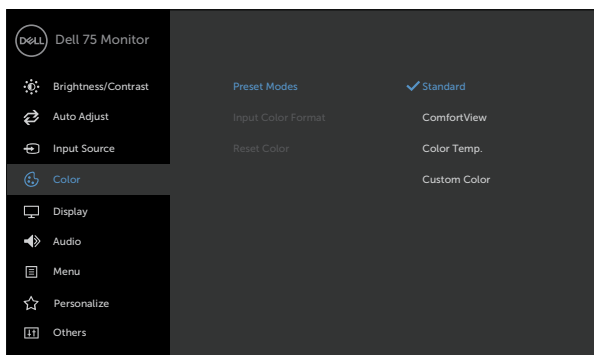 DELL Dell 75 Monitor
Brightness/Contrast Preset Modes Standard
Auto Adjust Input Color Format ComfortView
Input Source Reset Color Color Temp.
Color Custom Color
Display
Audio
Menu
Personalize
Others